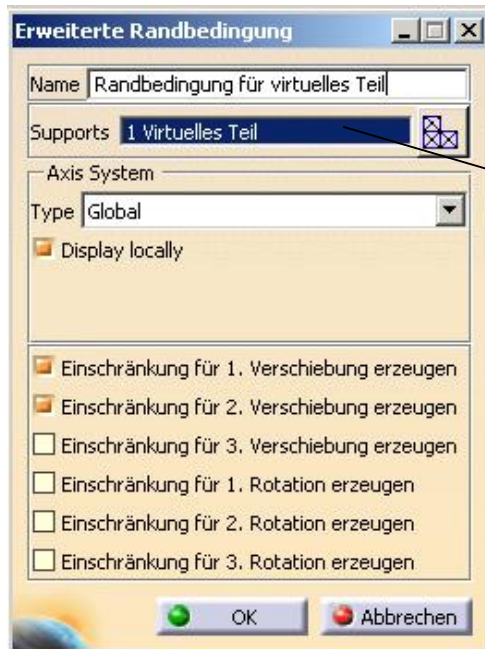 Erweiterte Randbedingung
Name Randbedingung für virtuelles Teil
Supports 1 Virtuelles Teil
Axis System
Type Global
Display locally
Einschränkung für 1. Verschiebung erzeugen
Einschränkung für 2. Verschiebung erzeugen
Einschränkung für 3. Verschiebung erzeugen
Einschränkung für 1. Rotation erzeugen
Einschränkung für 2. Rotation erzeugen
Einschränkung für 3. Rotation erzeugen
OK Abbrechen